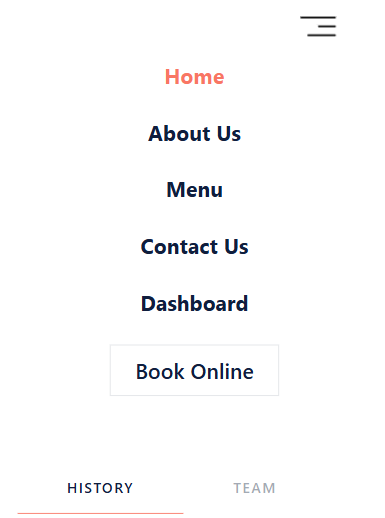 Home
About Us
Menu
Contact Us
Dashboard
Book Online
HISTORY TEAM